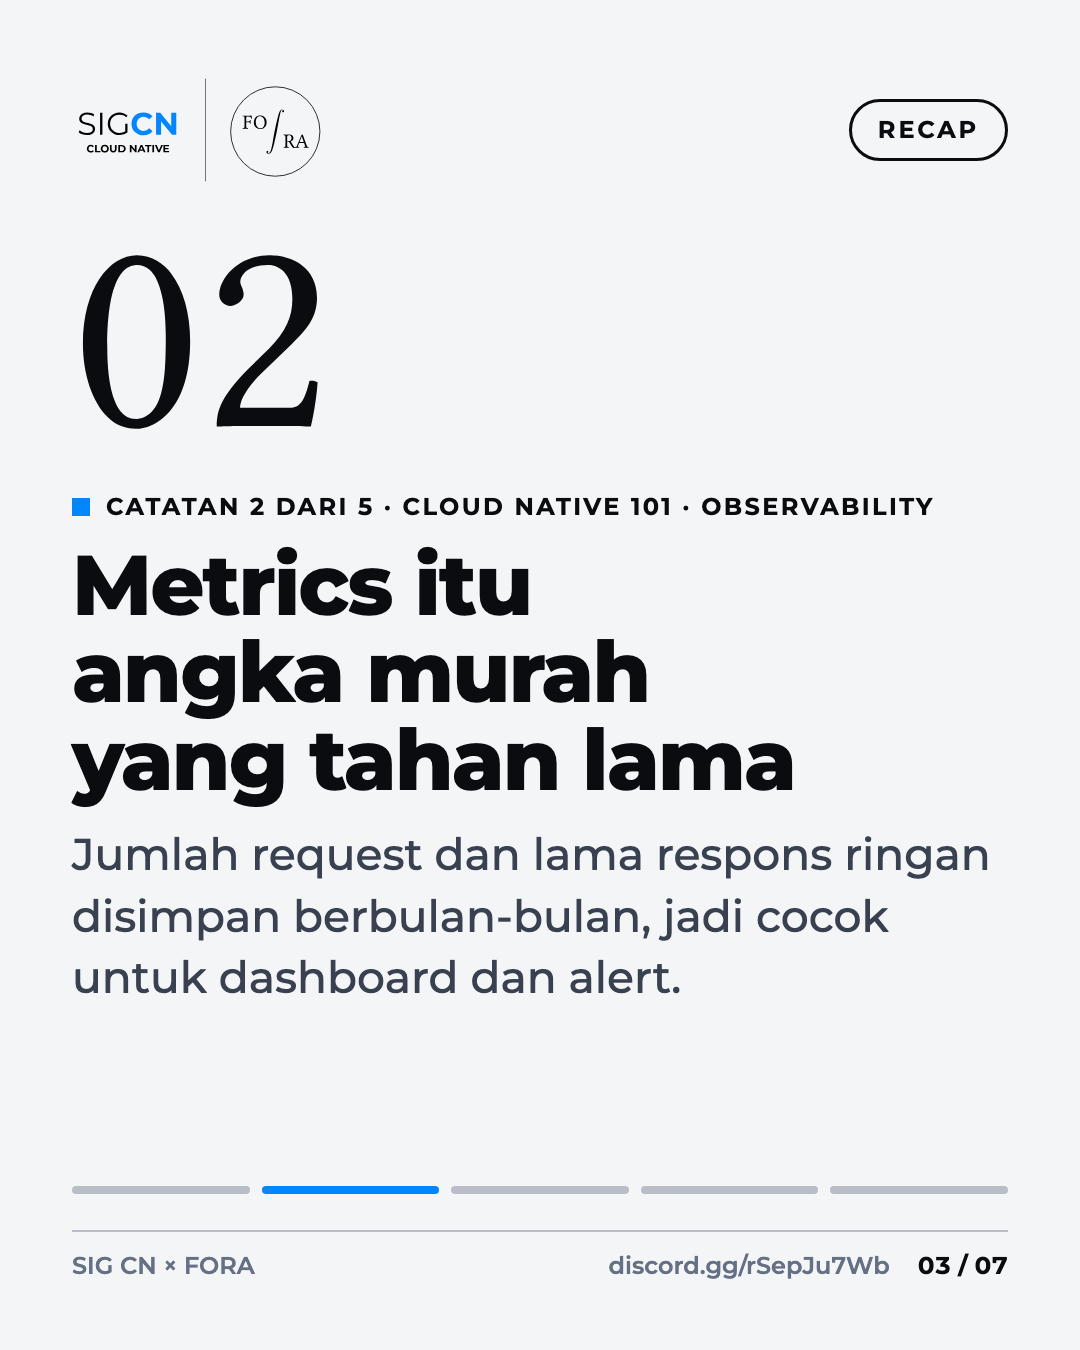 SIGCN
CLOUD NATIVE
FO
RA
RECAP
02
CATATAN 2 DARI 5 · CLOUD NATIVE 101 · OBSERVABILITY
Metrics itu
angka murah
yang tahan lama
Jumlah request dan lama respons ringan
disimpan berbulan-bulan, jadi cocok
untuk dashboard dan alert.
SIG CN × FORA
discord.gg/rSepJu7Wb
03 / 07